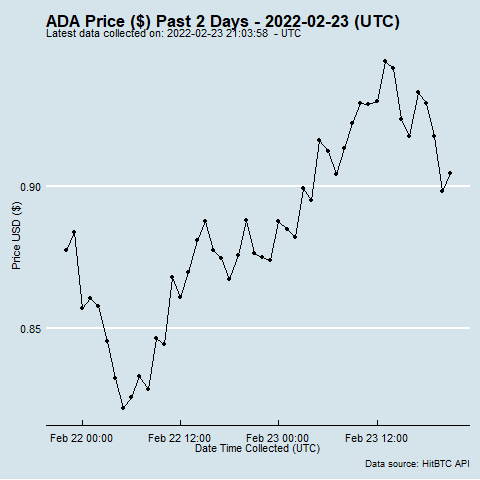 ADA Price ($) Past 2 Days - 2022-02-23 (UTC)
Latest data collected on: 2022-02-23 21:03:58  - UTC
Price USD ($)
0.90
0.85
Feb 22 00:00
Feb 22 12:00
Feb 23 00:00
Feb 23 12:00
Date Time Collected (UTC)
Data source: HitBTC API